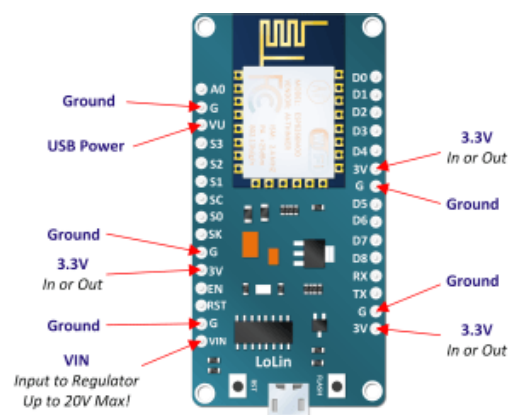 A0
G
VU
S3
S2
S1
SC
S0
SK
G
3V
EN
RST
G
VIN
Ground
USB Power
Ground
3.3V
In or Out
Ground
VIN
Input to Regulator
Up to 20V Max!
D0
D1
D2
D3
D4
3V
G
D5
D6
D7
D8
RX
TX
G
3V
3.3V
In or Out
Ground
Ground
3.3V
In or Out
LoLin
RST
FLASH